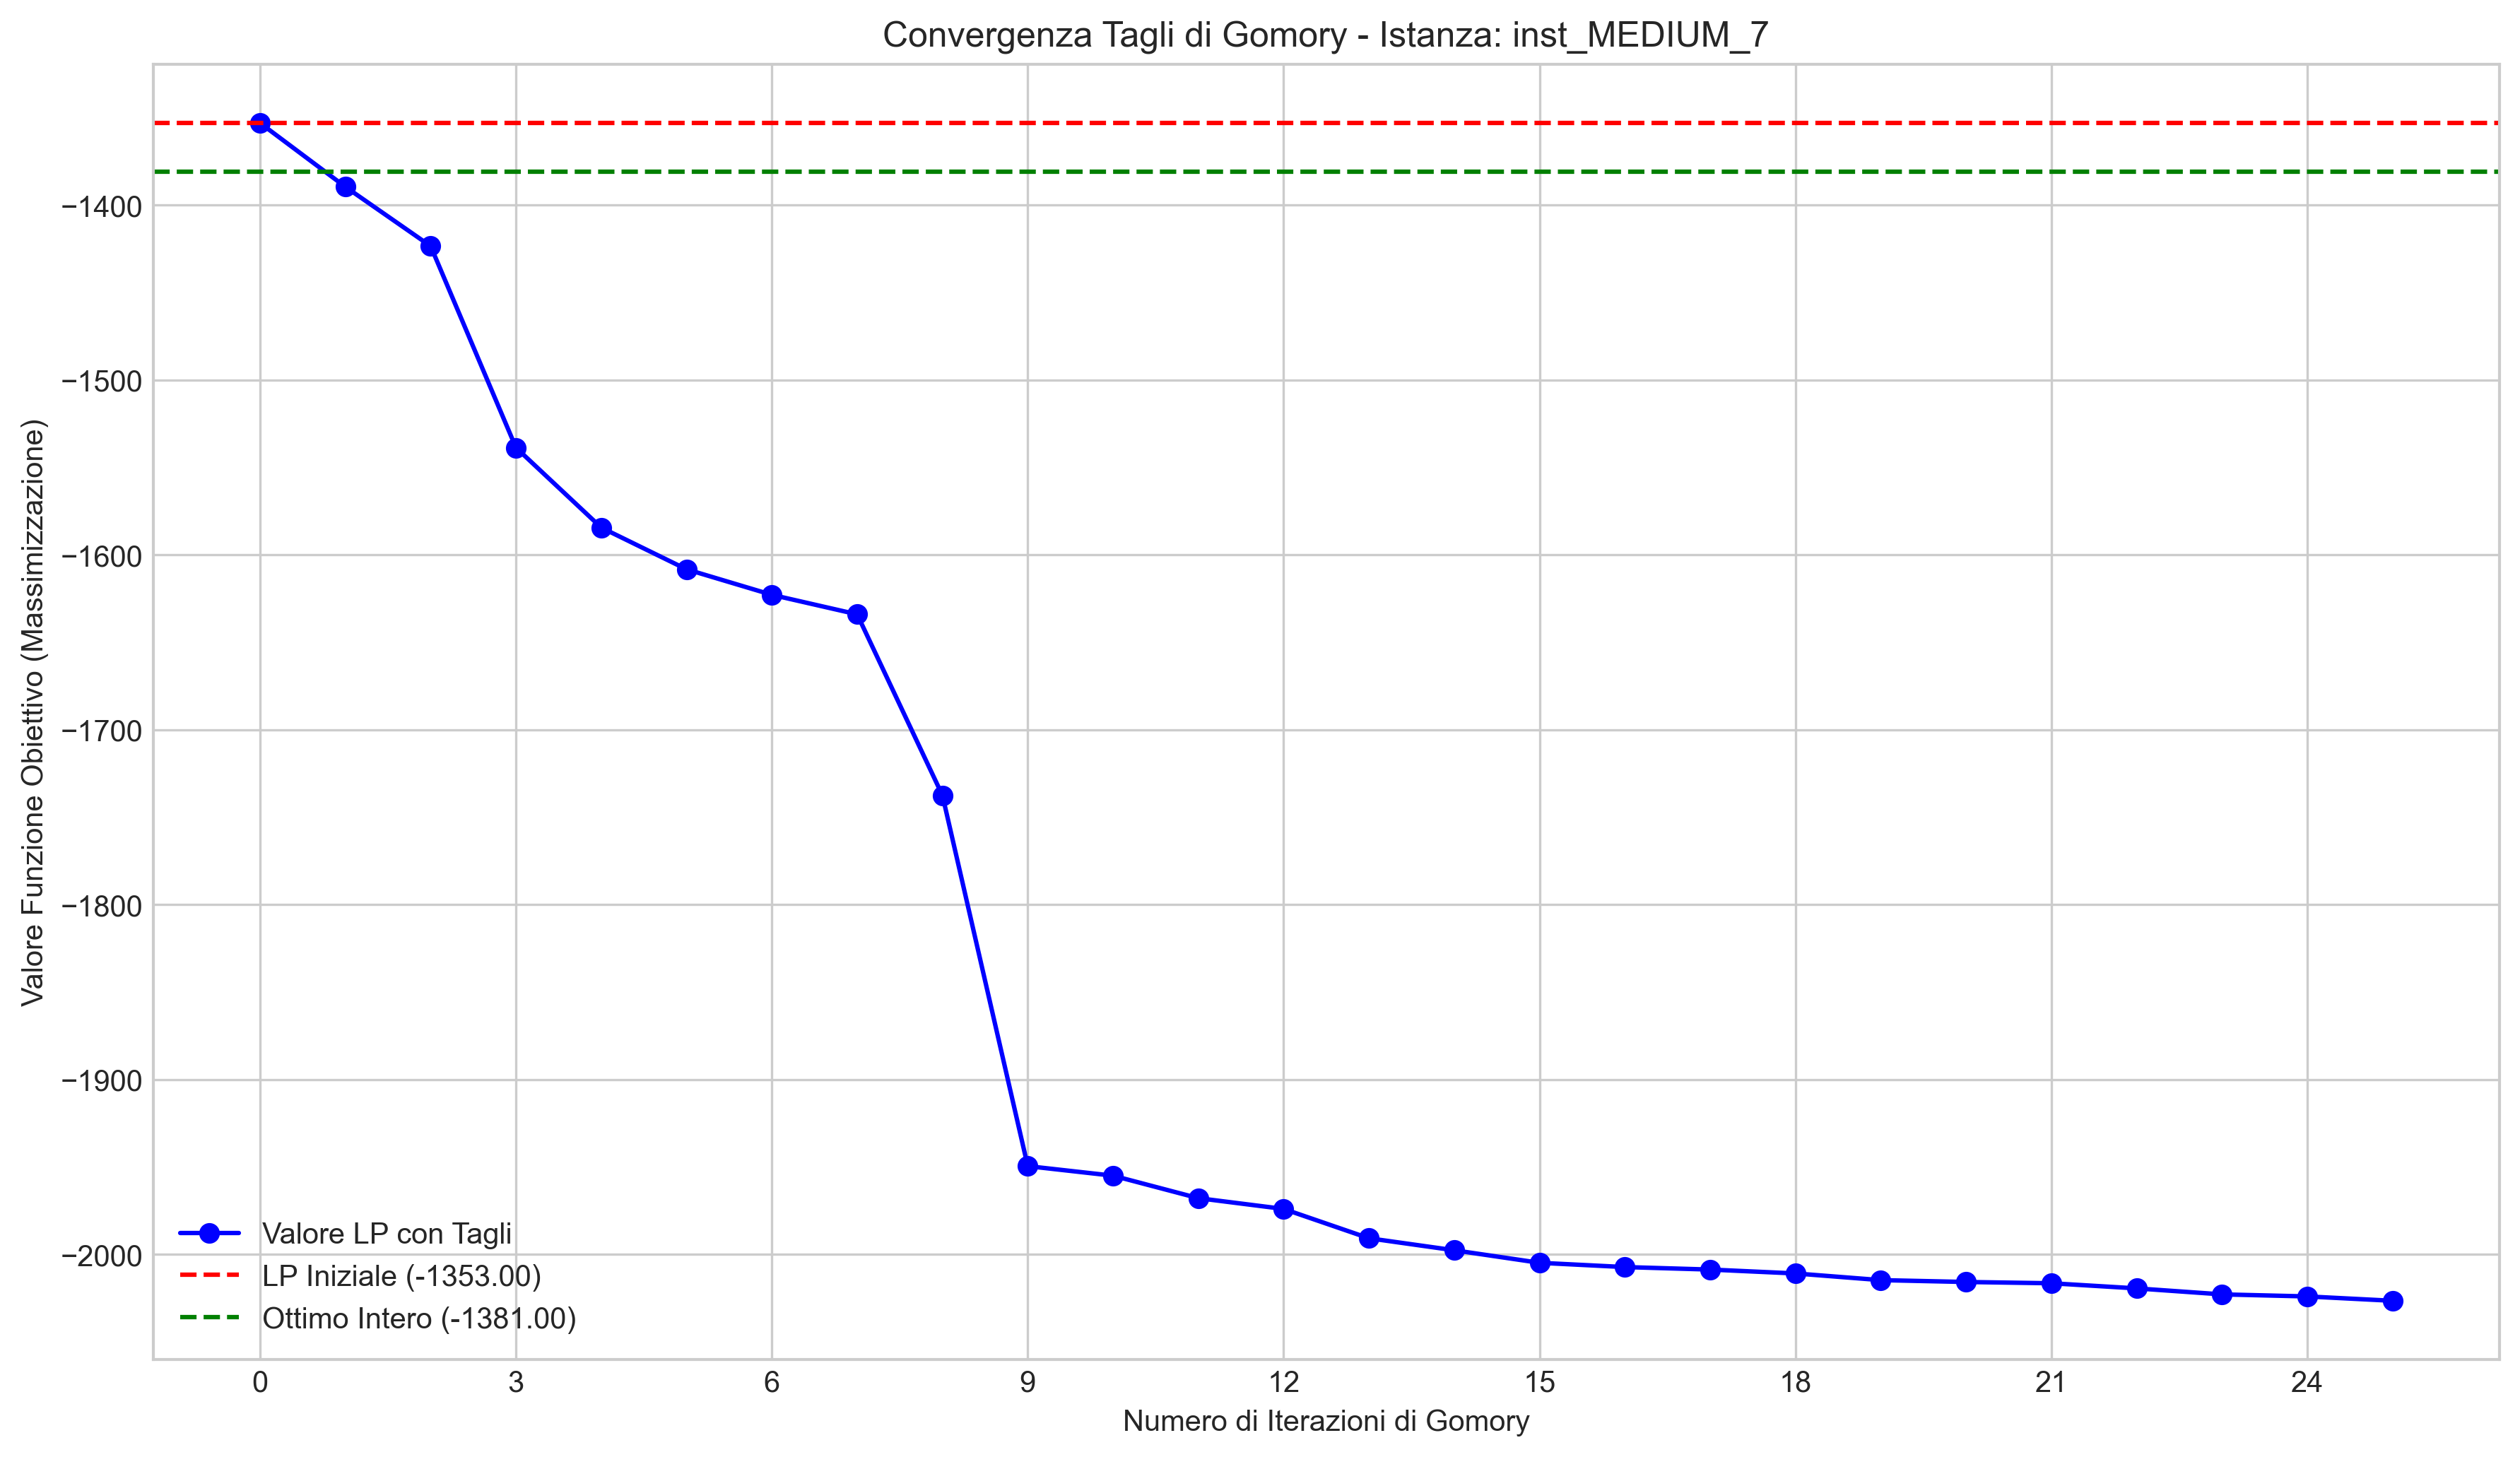 Convergenza Tagli di Gomory - Istanza: inst_MEDIUM_7
Valore Funzione Obiettivo (Massimizzazione)
−1400
−1500
−1600
−1700
−1800
−1900
−2000
Valore LP con Tagli
LP Iniziale (-1353.00)
Ottimo Intero (-1381.00)
0 3 6 9 12 15 18 21 24
Numero di Iterazioni di Gomory